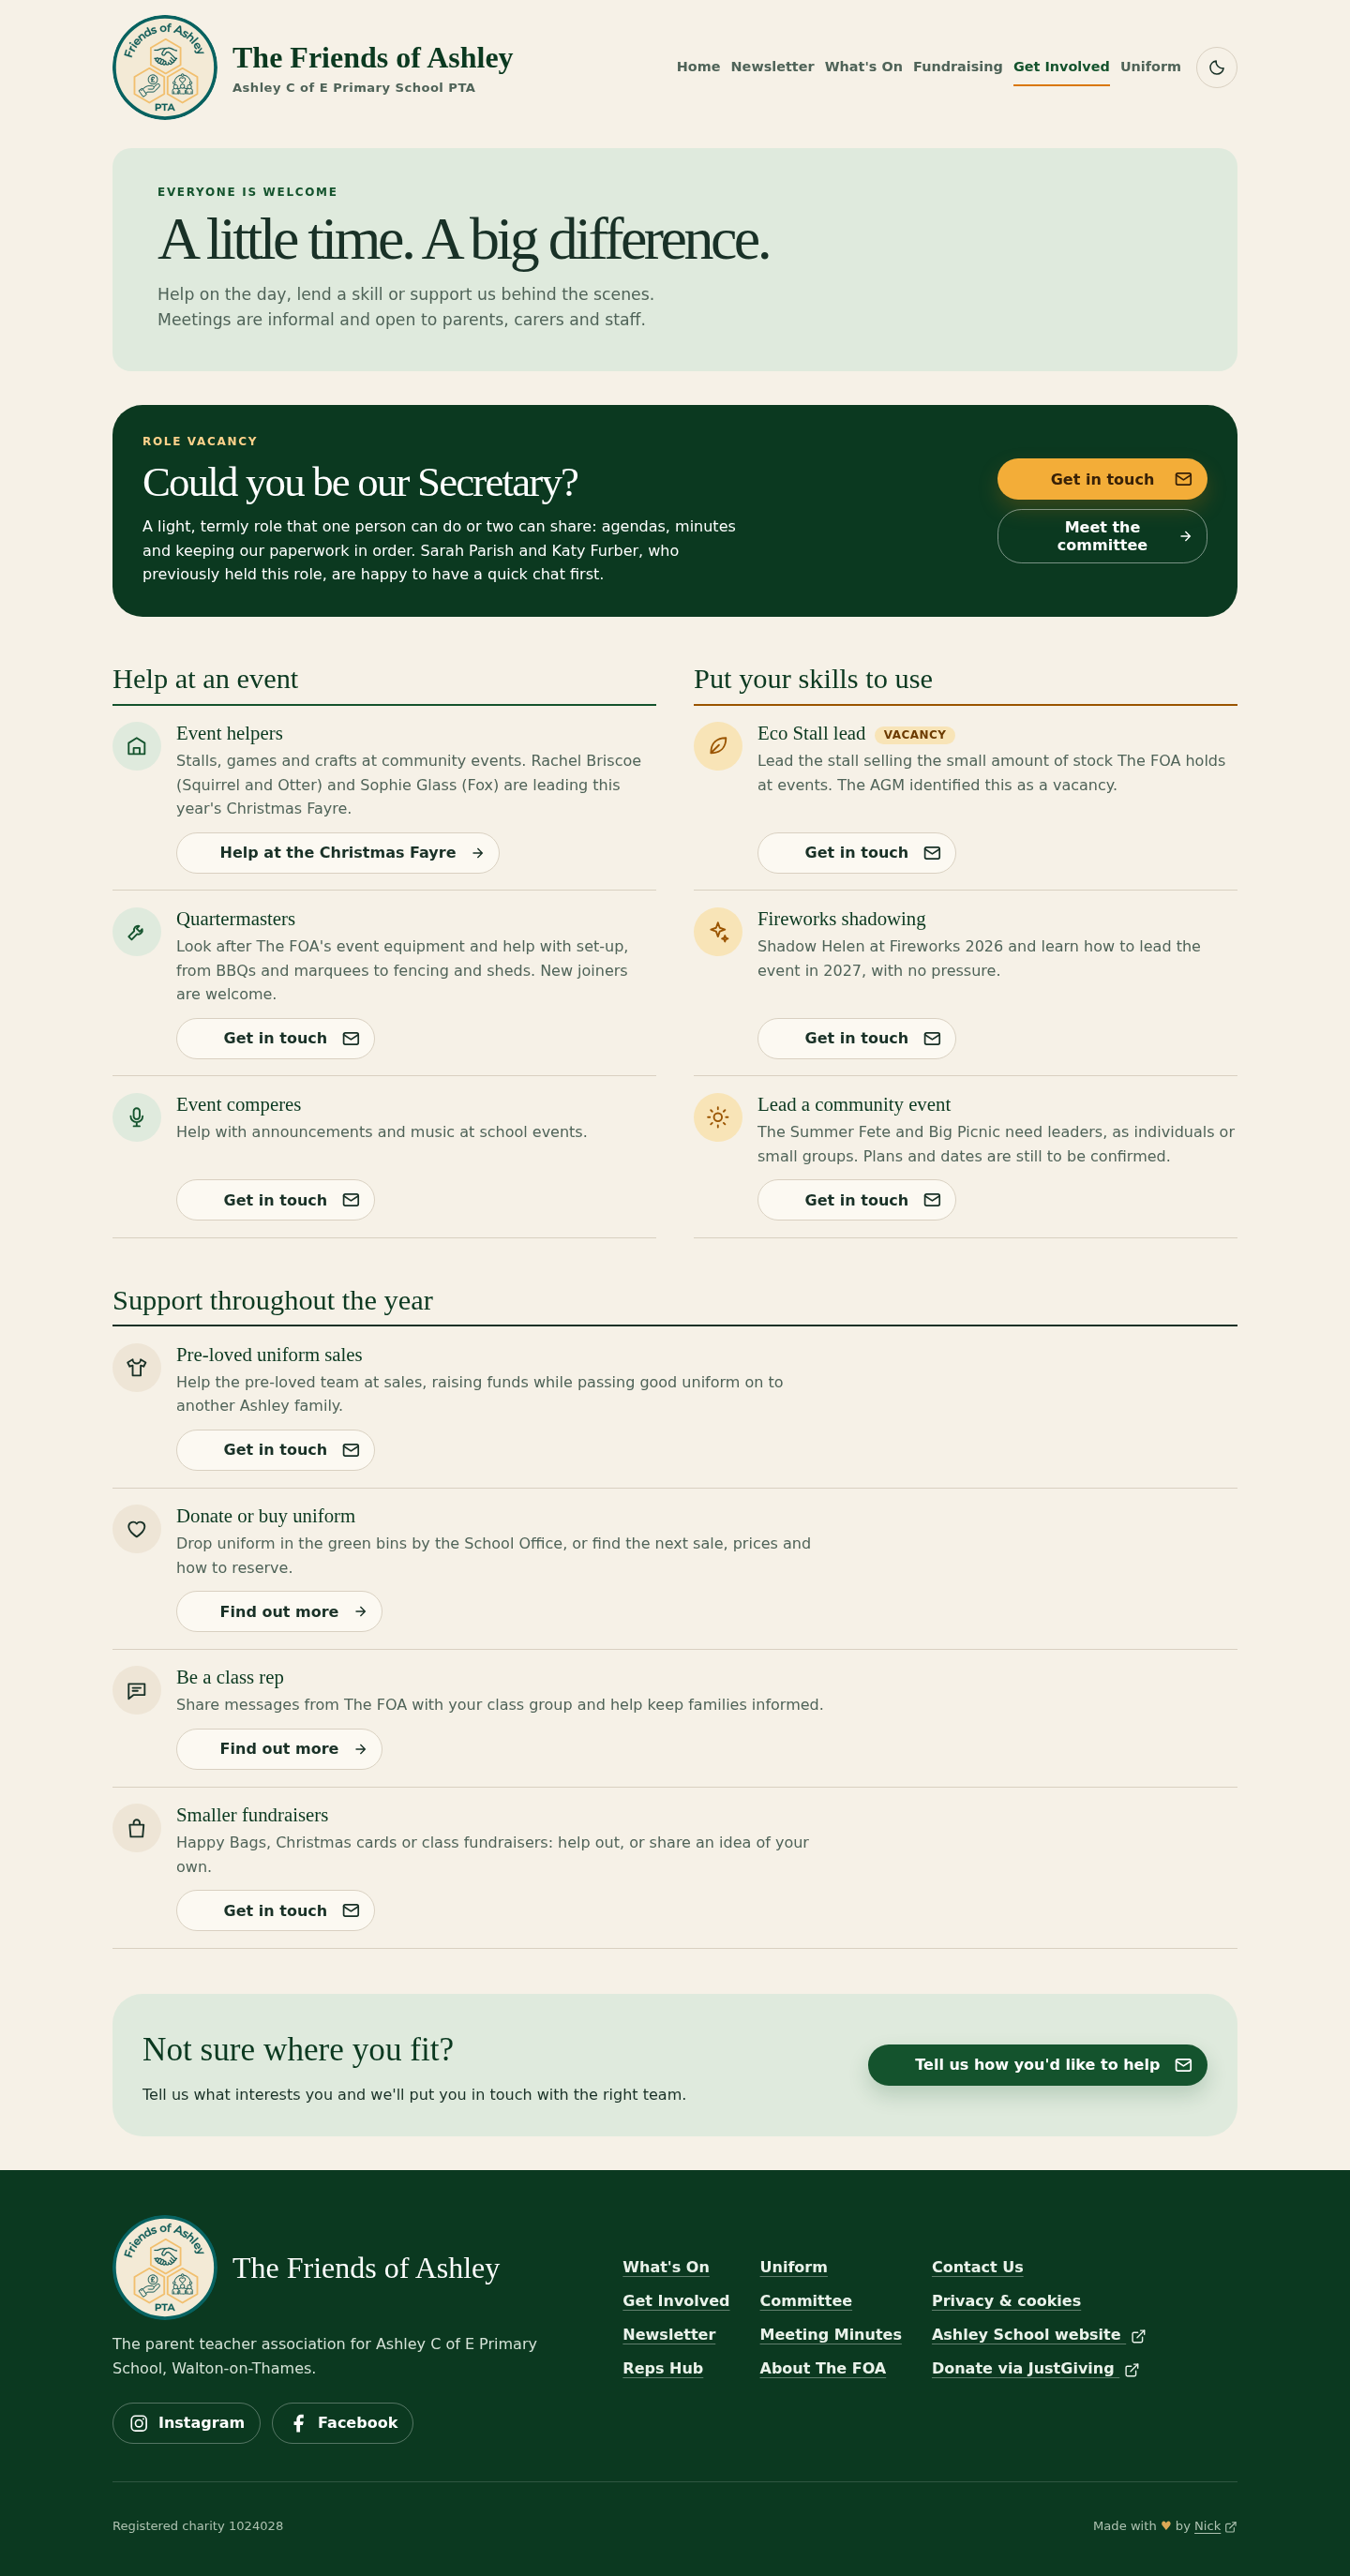 Friends of Ashley
£
PTA
The Friends of Ashley
Ashley C of E Primary School PTA
Home Newsletter What's On Fundraising Get Involved Uniform
EVERYONE IS WELCOME
A little time. A big difference.
Help on the day, lend a skill or support us behind the scenes.
Meetings are informal and open to parents, carers and staff.
ROLE VACANCY
Could you be our Secretary?
A light, termly role that one person can do or two can share: agendas, minutes
and keeping our paperwork in order. Sarah Parish and Katy Furber, who
previously held this role, are happy to have a quick chat first.
Get in touch
Meet the
committee
Help at an event
Event helpers
Stalls, games and crafts at community events. Rachel Briscoe
(Squirrel and Otter) and Sophie Glass (Fox) are leading this
year's Christmas Fayre.
Help at the Christmas Fayre
Quartermasters
Look after The FOA's event equipment and help with set-up,
from BBQs and marquees to fencing and sheds. New joiners
are welcome.
Get in touch
Event comperes
Help with announcements and music at school events.
Get in touch
Put your skills to use
Eco Stall lead VACANCY
Lead the stall selling the small amount of stock The FOA holds
at events. The AGM identified this as a vacancy.
Get in touch
Fireworks shadowing
Shadow Helen at Fireworks 2026 and learn how to lead the
event in 2027, with no pressure.
Get in touch
Lead a community event
The Summer Fete and Big Picnic need leaders, as individuals or
small groups. Plans and dates are still to be confirmed.
Get in touch
Support throughout the year
Pre-loved uniform sales
Help the pre-loved team at sales, raising funds while passing good uniform on to
another Ashley family.
Get in touch
Donate or buy uniform
Drop uniform in the green bins by the School Office, or find the next sale, prices and
how to reserve.
Find out more
Be a class rep
Share messages from The FOA with your class group and help keep families informed.
Find out more
Smaller fundraisers
Happy Bags, Christmas cards or class fundraisers: help out, or share an idea of your
own.
Get in touch
Not sure where you fit?
Tell us what interests you and we'll put you in touch with the right team.
Tell us how you'd like to help
Friends of Ashley
£
PTA
The Friends of Ashley
The parent teacher association for Ashley C of E Primary
School, Walton-on-Thames.
Instagram
Facebook
What's On
Get Involved
Newsletter
Reps Hub
Uniform
Committee
Meeting Minutes
About The FOA
Contact Us
Privacy & cookies
Ashley School website
Donate via JustGiving
Registered charity 1024028
Made with ♥ by Nick